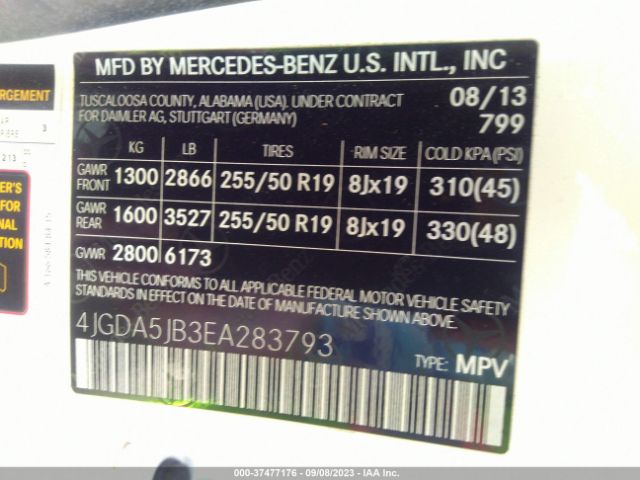 MFD BY MERCEDES-BENZ U.S. INTL., INC
TUSCALOOSA COUNTY, ALABAMA (USA). UNDER CONTRACT
FOR DAIMLER AG, STUTTGART (GERMANY)
08/13
799
KG LB TIRES RIM SIZE COLD KPA (PSI)
GAWR FRONT 1300 2866 255/50 R19 8Jx19 310(45)
GAWR REAR 1600 3527 255/50 R19 8Jx19 330(48)
GVWR 2800 6173
THIS VEHICLE CONFORMS TO ALL APPLICABLE FEDERAL MOTOR VEHICLE SAFETY
STANDARDS IN EFFECT ON THE DATE OF MANUFACTURE SHOWN ABOVE.
4JGDA5JB3EA283793
TYPE: MPV
000-37477176 - 09/08/2023 - IAA Inc.